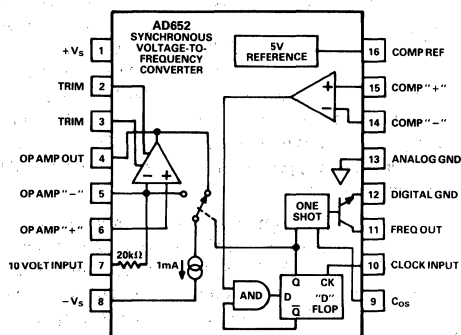 AD652
SYNCHRONOUS
VOLTAGE-TO-
FREQUENCY
CONVERTER
5V
REFERENCE
+VS 1
TRIM 2
TRIM 3
OP AMP OUT 4
OP AMP "–" 5
OP AMP "+" 6
10 VOLT INPUT 7
–VS 8
16 COMP REF
15 COMP "+"
14 COMP "–"
13 ANALOG GND
12 DIGITAL GND
11 FREQ OUT
10 CLOCK INPUT
9 COS
+
–
– +
20kΩ
1mA
ONE
SHOT
AND
Q CK
D "D"
FLOP
Q̅